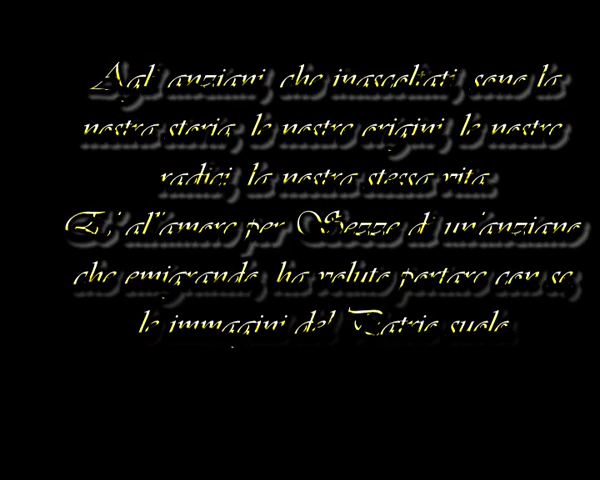 Agli anziani, che inascoltati, sono la
nostra storia, le nostre origini, le nostre
radici, la nostra stessa vita.
E' all'amore per Sezze di un'anziano
che emigrando, ha voluto portare con se,
le immagini del Patrio suolo.